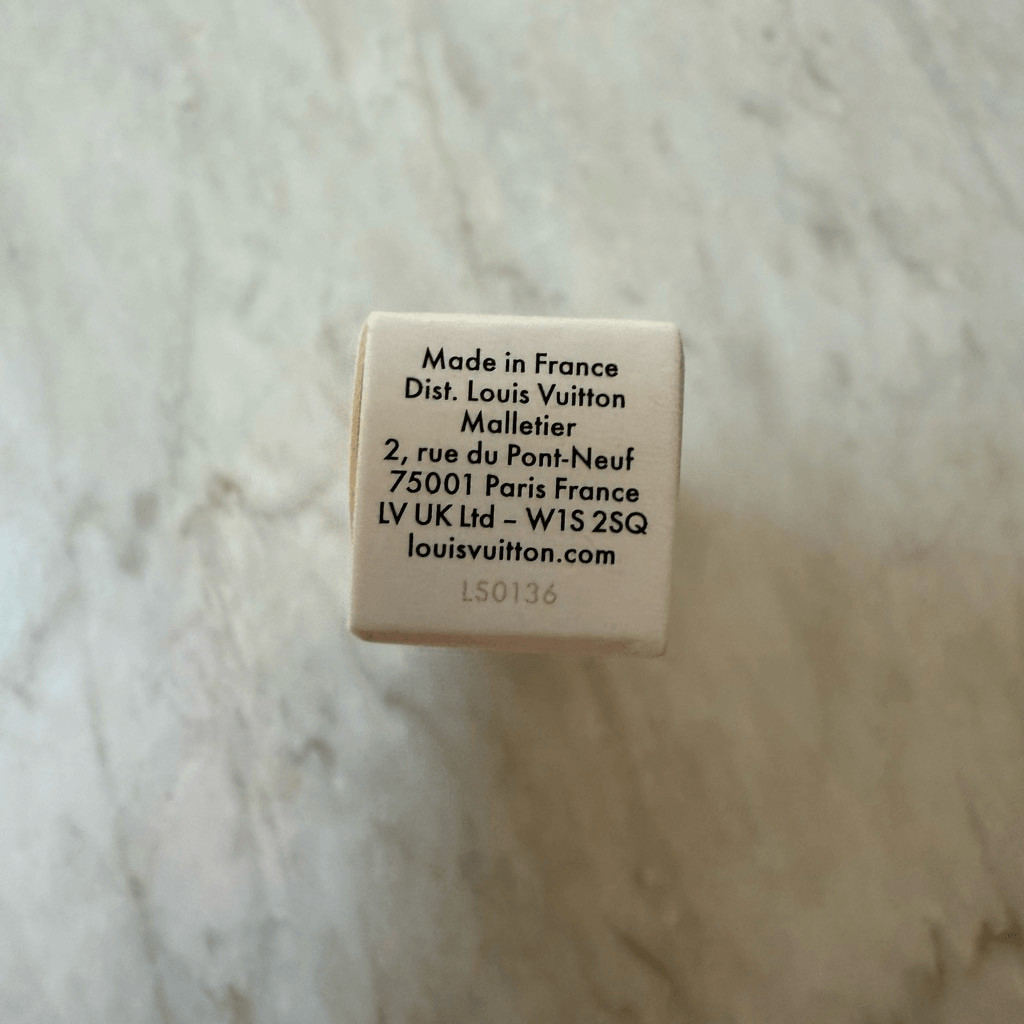 Made in France
Dist. Louis Vuitton
Malletier
2, rue du Pont-Neuf
75001 Paris France
LV UK Ltd – W1S 2SQ
louisvuitton.com
LS0136